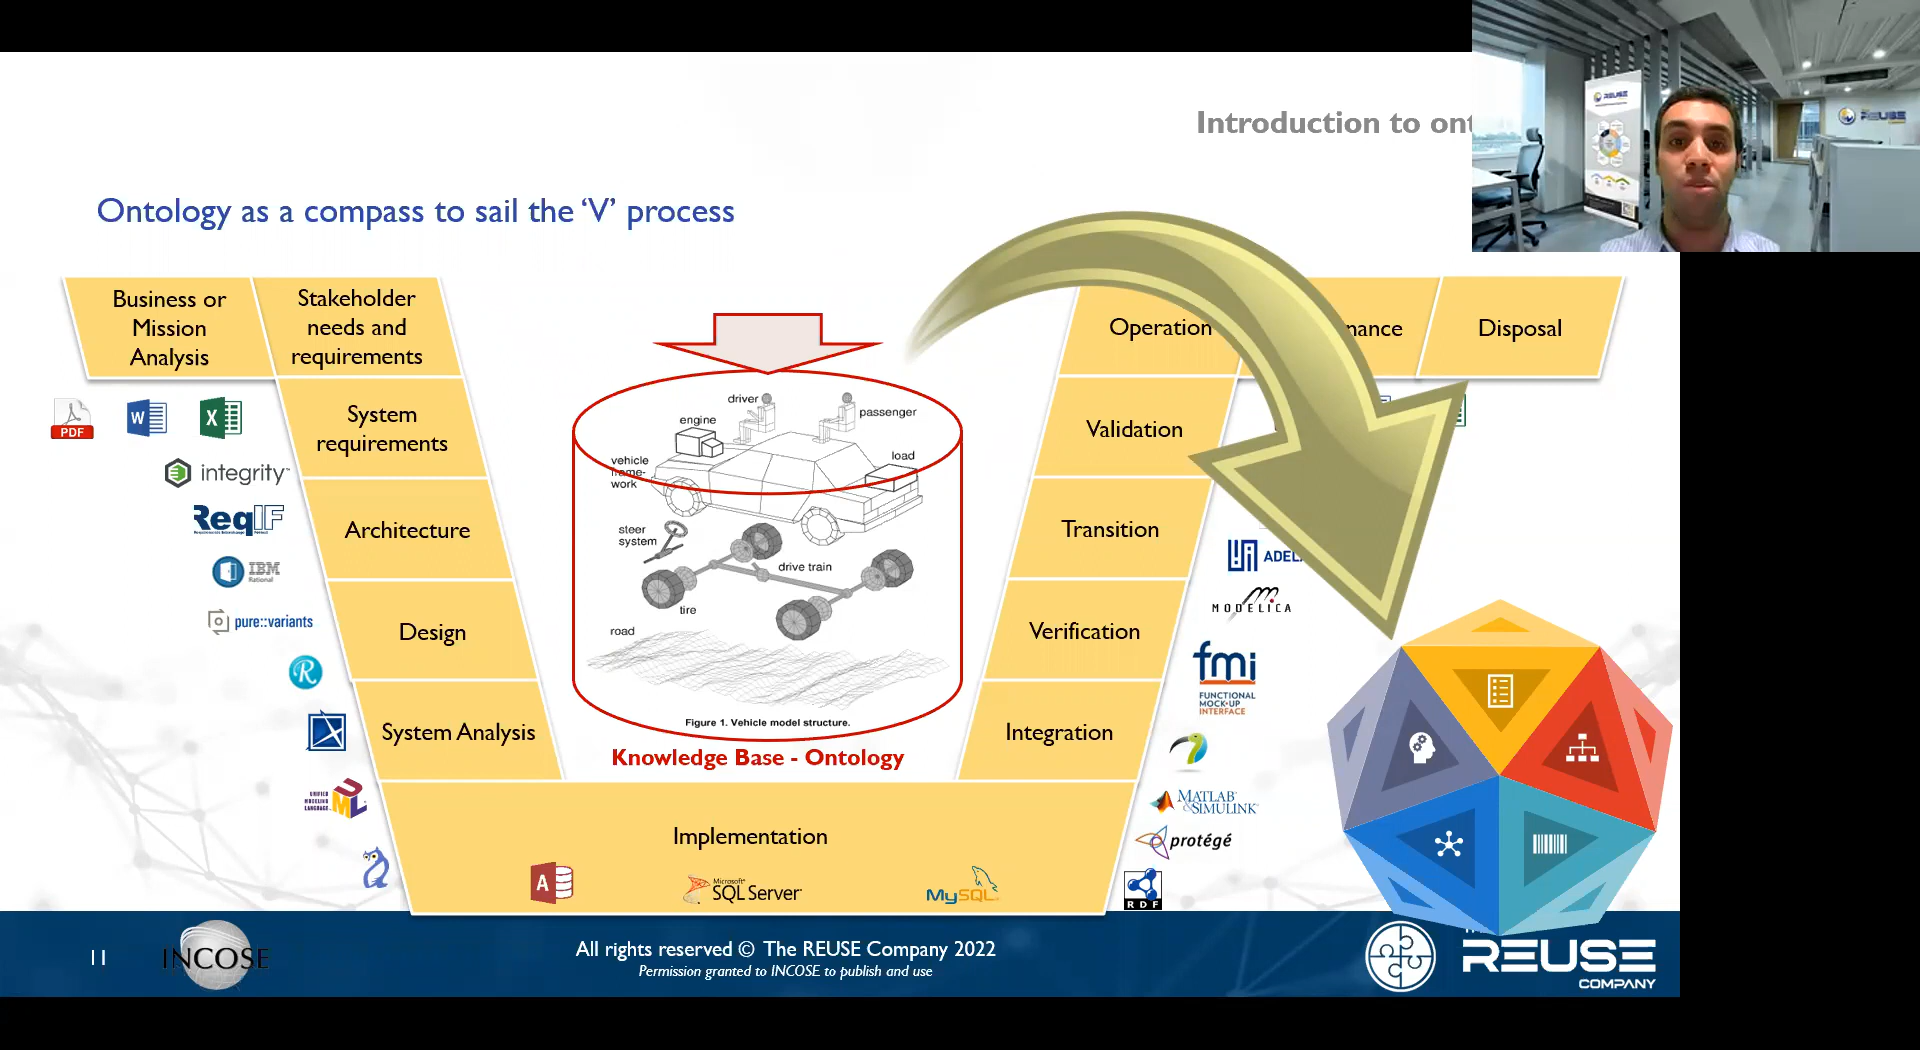 Introduction to ont
REUSE
REUSE
Ontology as a compass to sail the ‘V’ process
Business or
Mission
Analysis
Stakeholder
needs and
requirements
System
requirements
Architecture
Design
System Analysis
Implementation
Integration
Verification
Transition
Validation
Operation
nance
Disposal
PDF
W
X
integrity
ReqIF
IBM
Rational
pure::variants
R
UNIFIED
MODELING
LANGUAGE
UML
A
Microsoft
SQL Server
MySQL
driver
passenger
engine
load
vehicle
frame-
work
steer
system
drive train
tire
road
Figure 1. Vehicle model structure.
Knowledge Base - Ontology
ADEL
MODELICA
fmi
FUNCTIONAL
MOCK-UP
INTERFACE
MATLAB
&SIMULINK
protégé
RDF
11
INCOSE
All rights reserved © The REUSE Company 2022
Permission granted to INCOSE to publish and use
REUSE
COMPANY